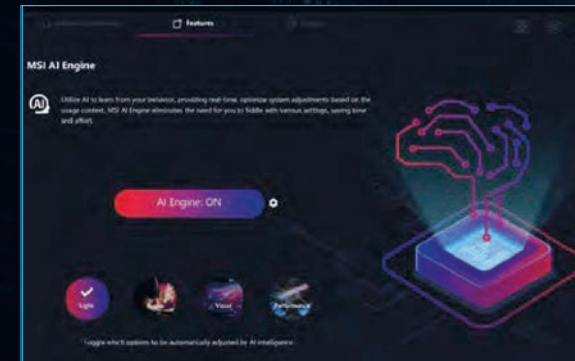 Features
MSI AI Engine
AI
Utilize AI to learn from your behavior, providing real-time, optimize system adjustments based on the
usage context. MSI AI Engine eliminates the need for you to fiddle with various settings, saving time
and effort.
AI Engine: ON
Light Visual Performance
Toggle which options to be automatically adjusted by AI intelligence